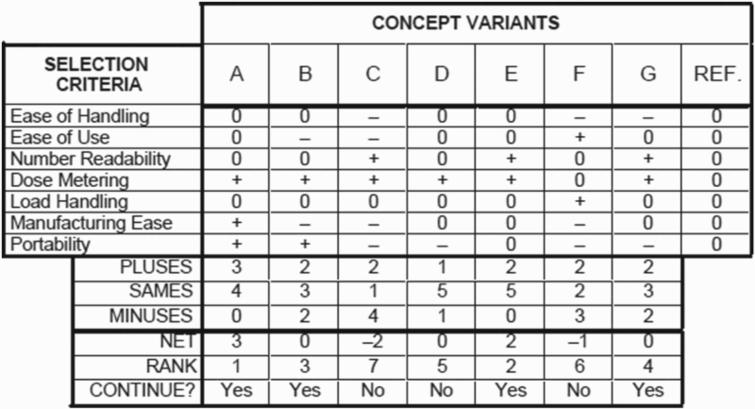 CONCEPT VARIANTS
SELECTION CRITERIA A B C D E F G REF.
Ease of Handling 0 0 – 0 0 – – 0
Ease of Use 0 – – 0 0 + 0 0
Number Readability 0 0 + 0 + 0 + 0
Dose Metering + + + + + 0 + 0
Load Handling 0 0 0 0 0 + 0 0
Manufacturing Ease + – – 0 0 – 0 0
Portability + + – – 0 – – 0
PLUSES 3 2 2 1 2 2 2
SAMES 4 3 1 5 5 2 3
MINUSES 0 2 4 1 0 3 2
NET 3 0 –2 0 2 –1 0
RANK 1 3 7 5 2 6 4
CONTINUE? Yes Yes No No Yes No Yes